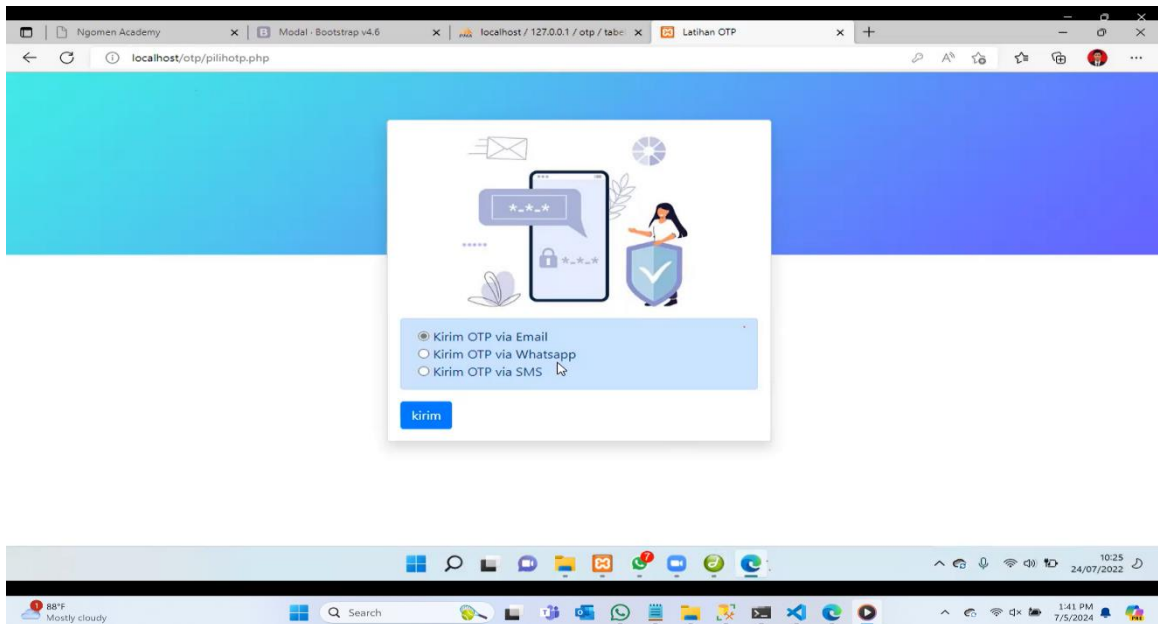 Ngomen Academy
Modal · Bootstrap v4.6
localhost / 127.0.0.1 / otp / tabe
Latihan OTP
localhost/otp/pilihotp.php
*_*_*
*_*_*
Kirim OTP via Email
Kirim OTP via Whatsapp
Kirim OTP via SMS
kirim
7
10:25
24/07/2022
1
88°F
Mostly cloudy
Search
1:41 PM
7/5/2024